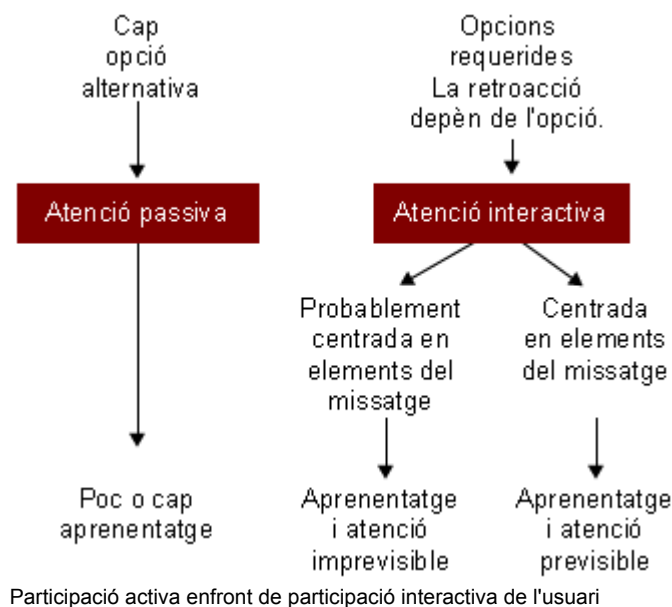 Cap
opció
alternativa
Opcions
requerides
La retroacció
depèn de l'opció.
Atenció passiva
Atenció interactiva
Probablement
centrada en
elements del
missatge
Centrada
en elements
del missatge
Poc o cap
aprenentatge
Aprenentatge
i atenció
imprevisible
Aprenentatge
i atenció
previsible
Participació activa enfront de participació interactiva de l'usuari